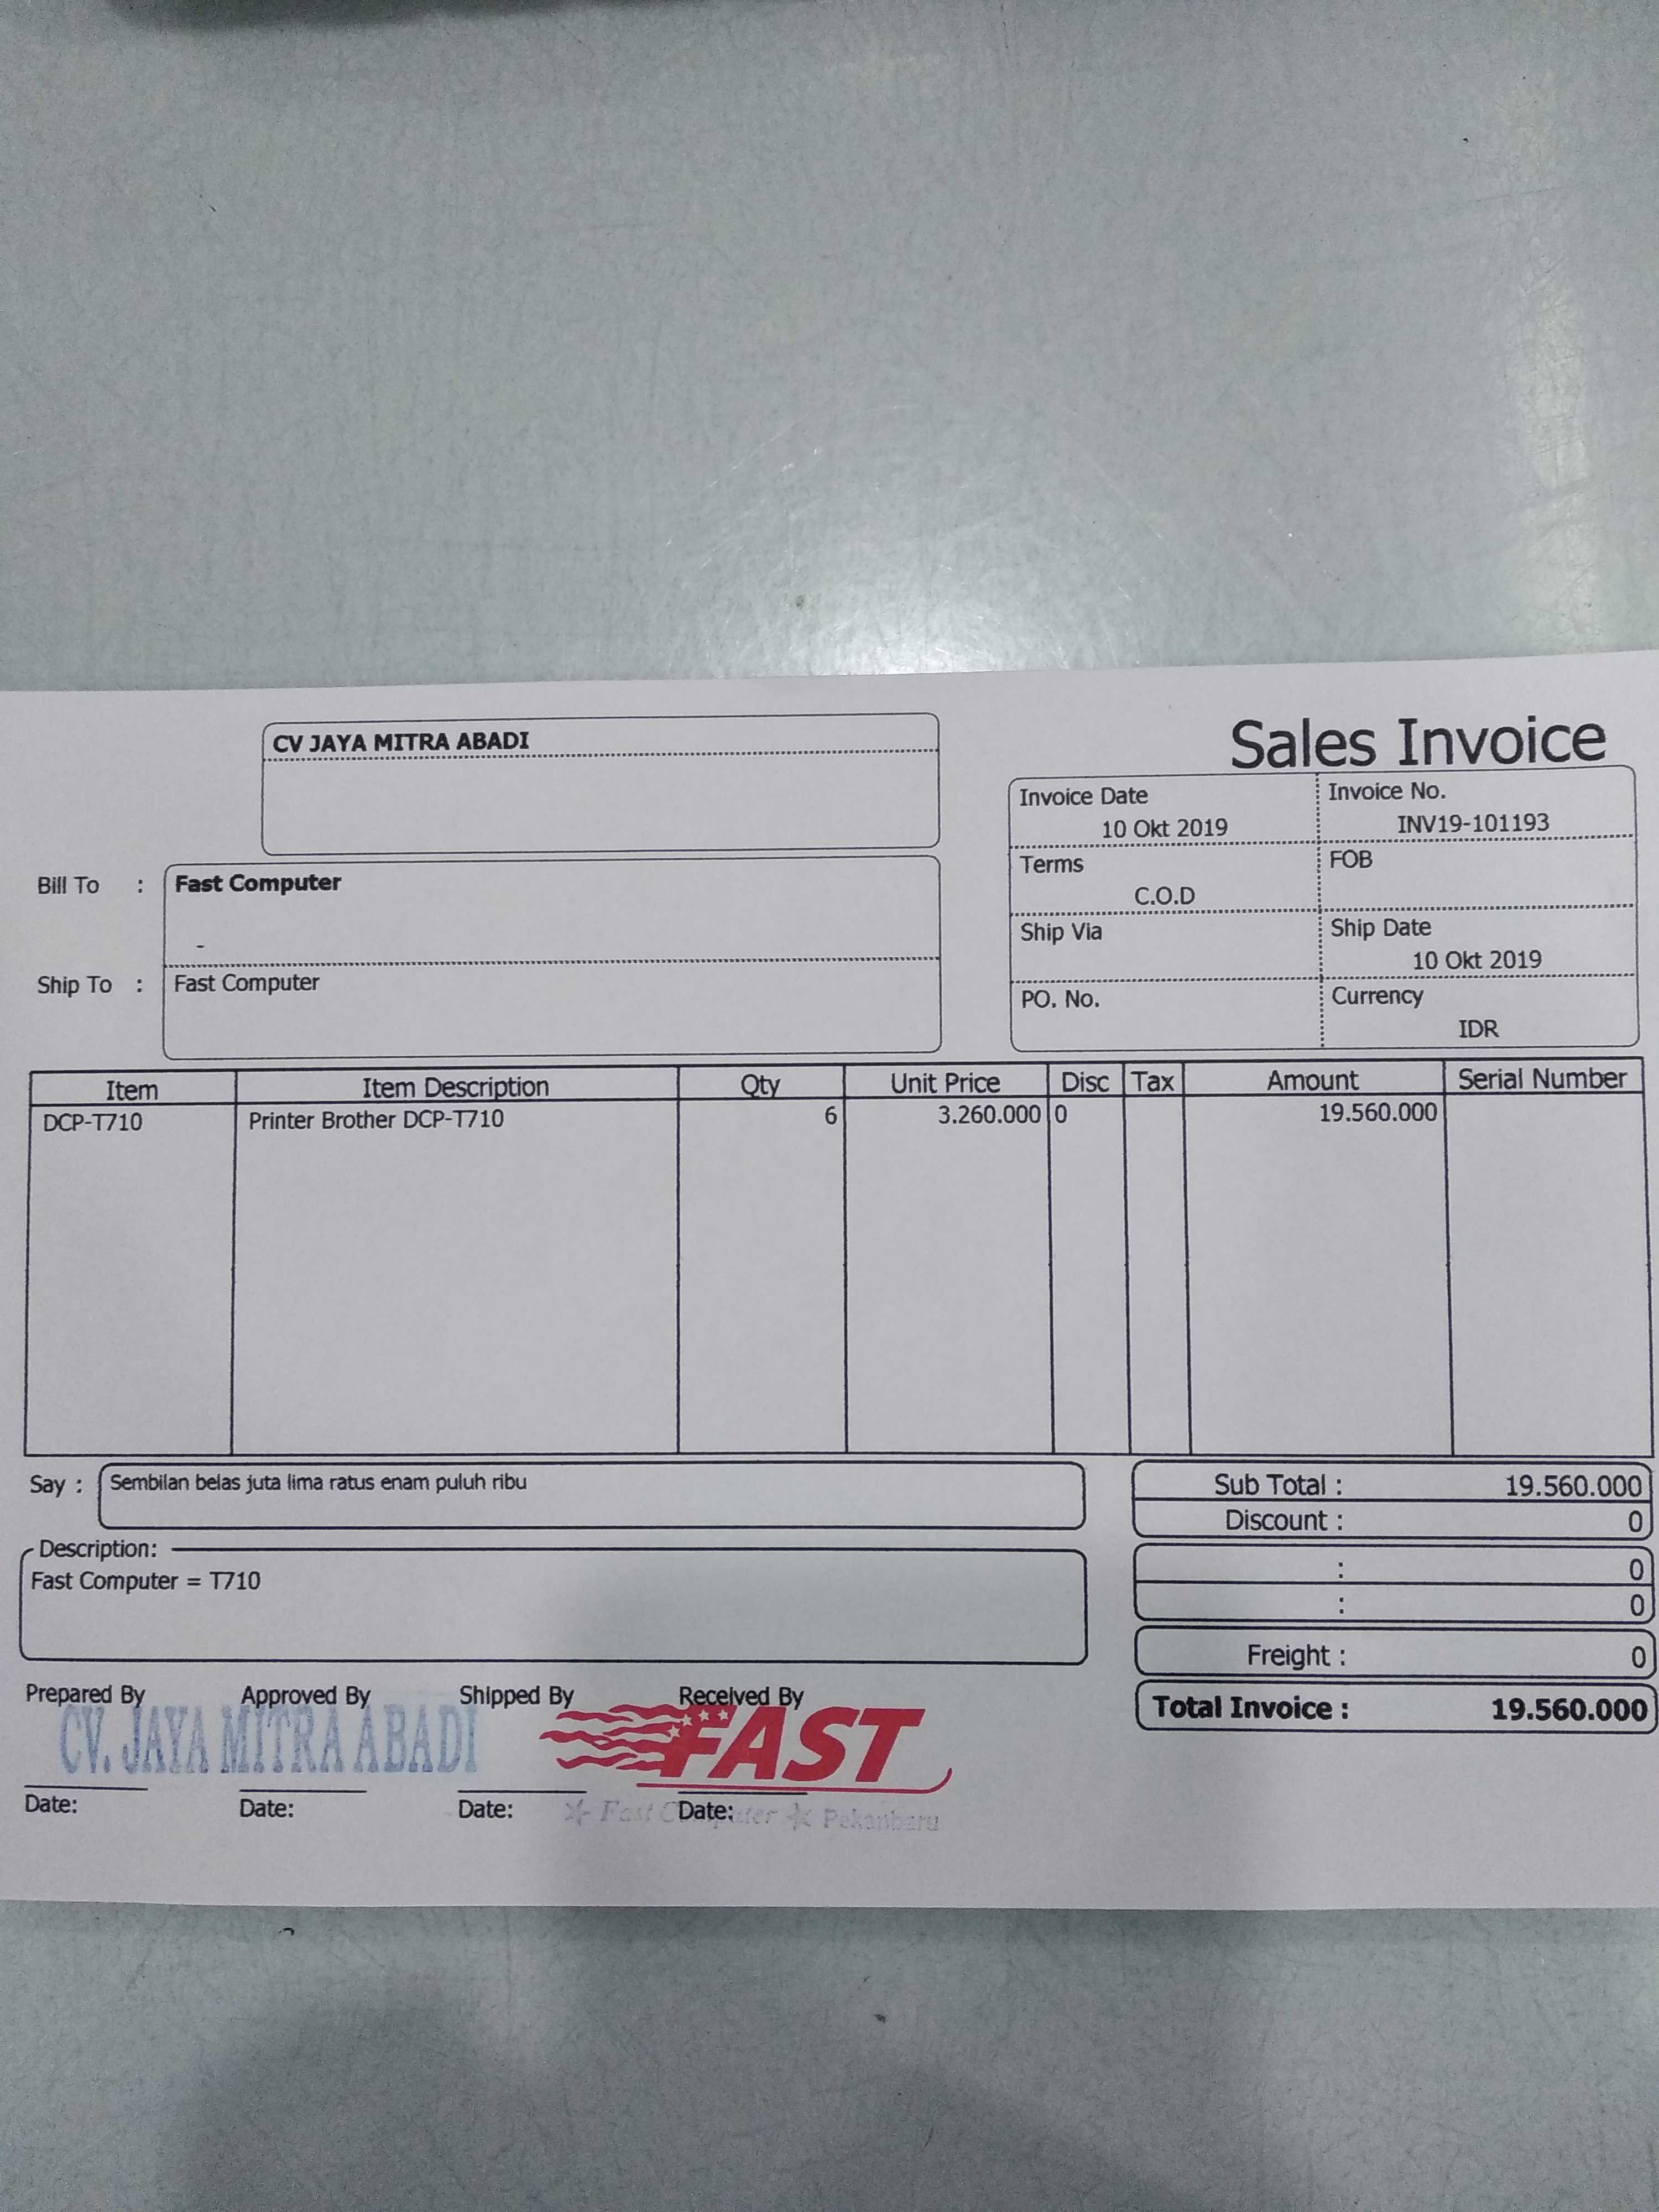 CV JAYA MITRA ABADI
Sales Invoice
Invoice Date
10 Okt 2019
Invoice No.
INV19-101193
Terms
C.O.D
FOB
Ship Via
Ship Date
10 Okt 2019
PO. No.
Currency
IDR
Bill To : Fast Computer
-
Ship To : Fast Computer
Item Item Description Qty Unit Price Disc Tax Amount Serial Number
DCP-T710 Printer Brother DCP-T710 6 3.260.000 0 19.560.000
Say : Sembilan belas juta lima ratus enam puluh ribu
Description:
Fast Computer = T710
Sub Total : 19.560.000
Discount : 0
: 0
: 0
Freight : 0
Total Invoice : 19.560.000
Prepared By Approved By Shipped By Received By
CV. JAYA MITRA ABADI FAST
Date: Date: Date: Date:
Fast Computer Pekanbaru